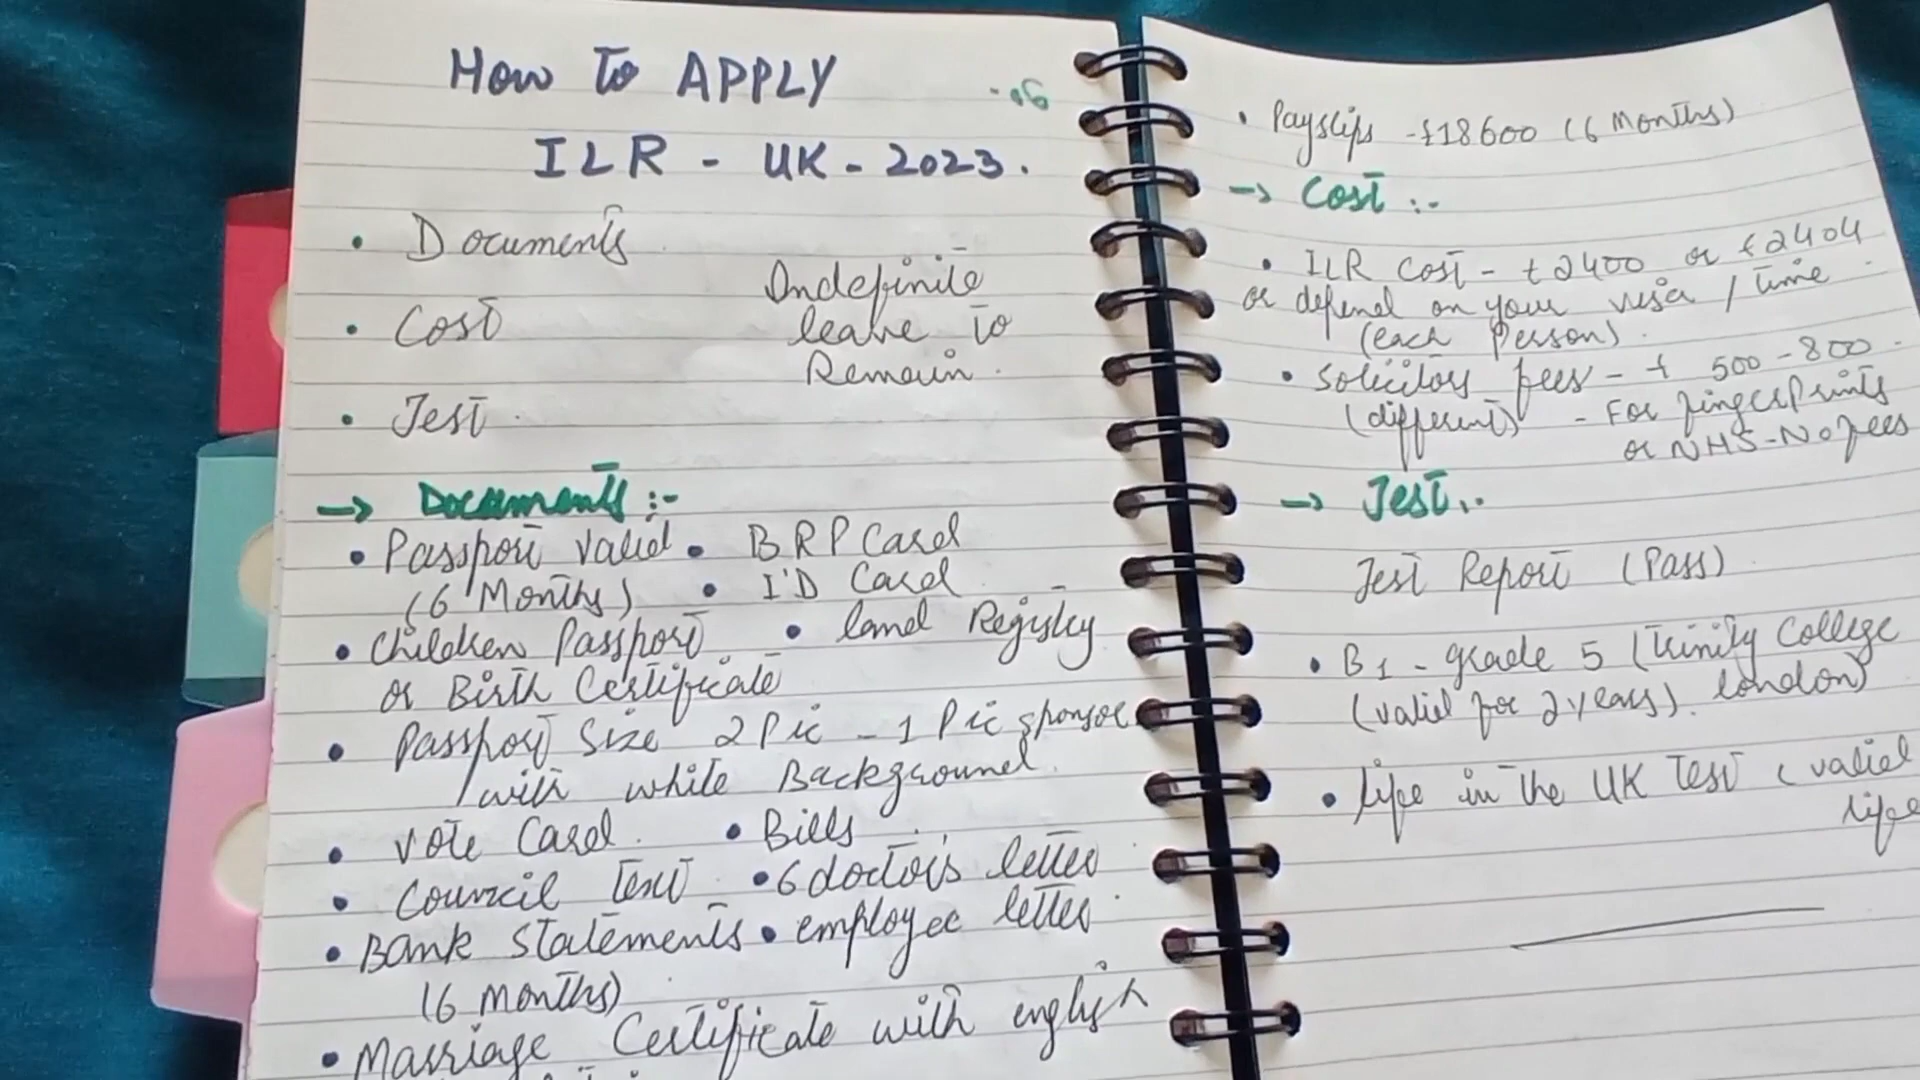 How to APPLY
ILR - UK - 2023.
• Documents
• Cost
Indefinite
leave to
Remain.
• Test
→ Documents:-
• Passport valid
(6 Months)
• BRP Card
• I'D Card
• Children Passport
or Birth Certificate
• land Registry
• Passport size 2 Pic - 1 Pic sponsor
with white Background.
• Vote Card.
• Bills
• Council Text
• 6 doctor's letter
• Bank statements
(6 months)
• employee letter
• Marriage Certificate with english
• Payslips - £18600 (6 Months)
→ Cost :-
• ILR Cost - £2400 or £2404
or depend on your visa / time
(each Person).
• Solicitors fees - £ 500 - 800
(different)
- For fingerprints
or NHS - No fees
→ Test..
Test Report (Pass)
• B1 - grade 5 (Trinity College
london)
(valid for 2 years).
• life in the UK Test (valid
life